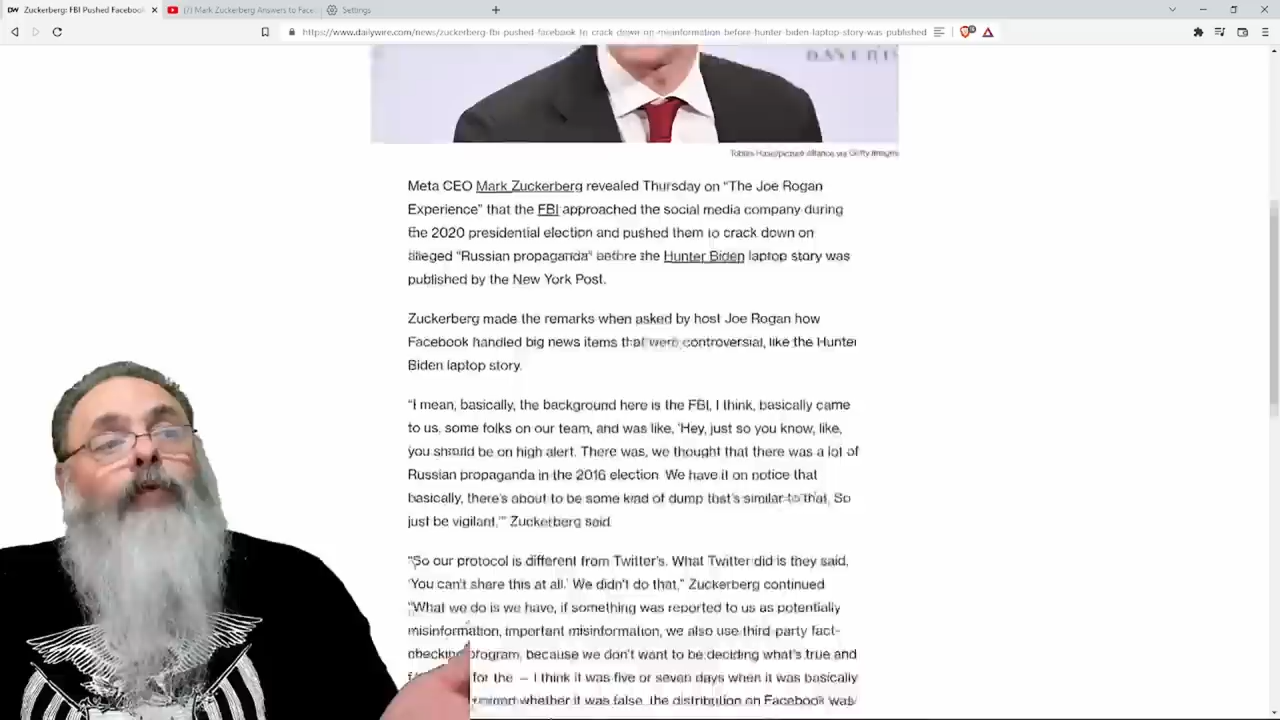 Zuckerberg: FBI Pushed Facebook
(7) Mark Zuckerberg Answers to Face
Settings
https://www.dailywire.com/news/zuckerberg-fbi-pushed-facebook-to-crack-down-on-misinformation-before-hunter-biden-laptop-story-was-published
Tobias Hase/picture alliance via Getty Images
Meta CEO Mark Zuckerberg revealed Thursday on “The Joe Rogan
Experience” that the FBI approached the social media company during
the 2020 presidential election and pushed them to crack down on
alleged “Russian propaganda” before the Hunter Biden laptop story was
published by the New York Post.
Zuckerberg made the remarks when asked by host Joe Rogan how
Facebook handled big news items that were controversial, like the Hunter
Biden laptop story.
“I mean, basically, the background here is the FBI, I think, basically came
to us, some folks on our team, and was like, ‘Hey, just so you know, like,
you should be on high alert. There was, we thought that there was a lot of
Russian propaganda in the 2016 election. We have it on notice that
basically, there’s about to be some kind of dump that’s similar to that. So
just be vigilant,’” Zuckerberg said.
“So our protocol is different from Twitter’s. What Twitter did is they said,
‘You can’t share this at all.’ We didn’t do that,” Zuckerberg continued
“What we do is we have, if something was reported to us as potentially
misinformation, important misinformation, we also use third party fact-
checking program, because we don’t want to be deciding what’s true and
for the — I think it was five or seven days when it was basically
whether it was false, the distribution on Facebook was